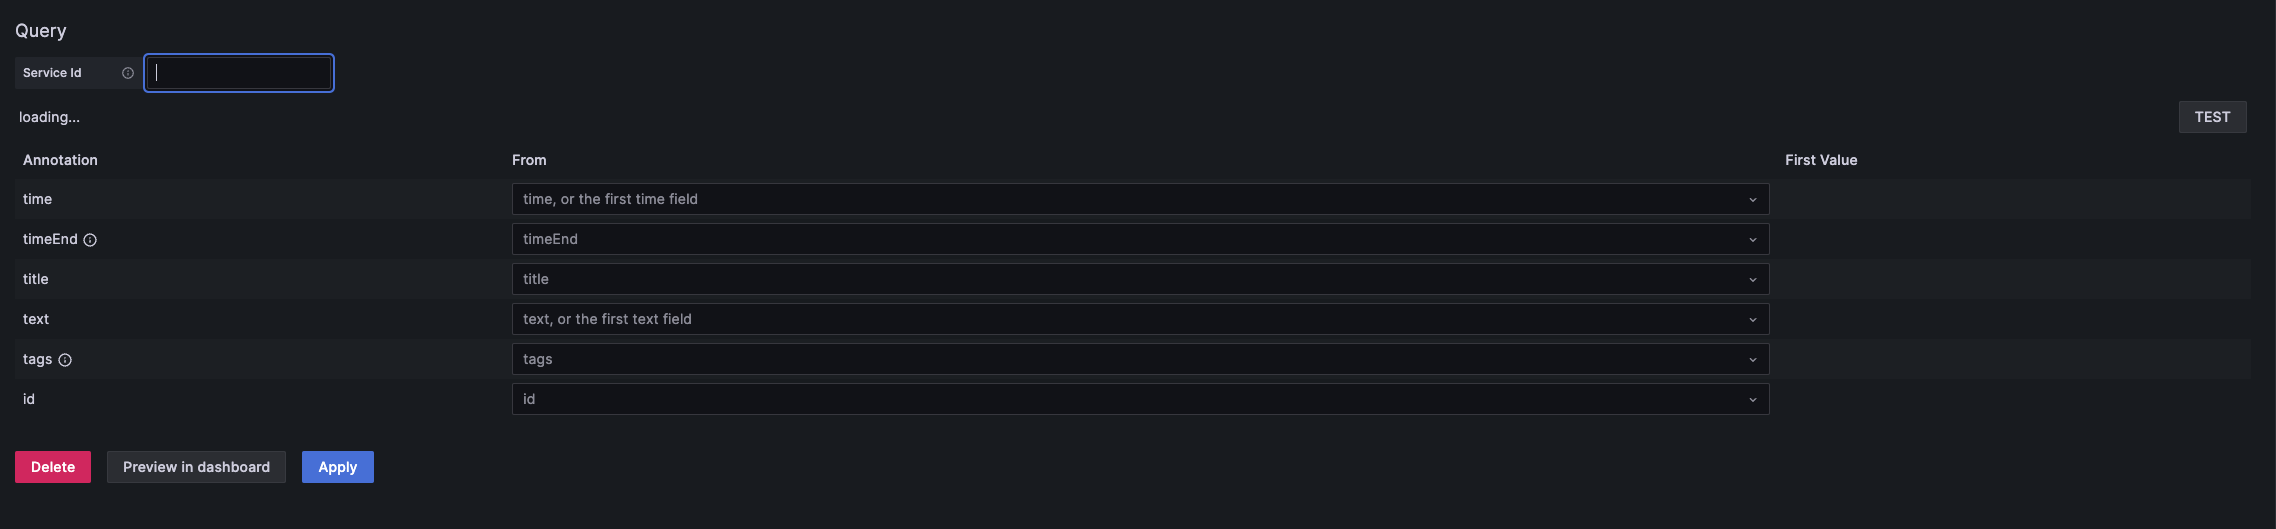 Query
Service Id
loading...
TEST
Annotation From First Value
time time, or the first time field
timeEnd timeEnd
title title
text text, or the first text field
tags tags
id id
Delete Preview in dashboard Apply